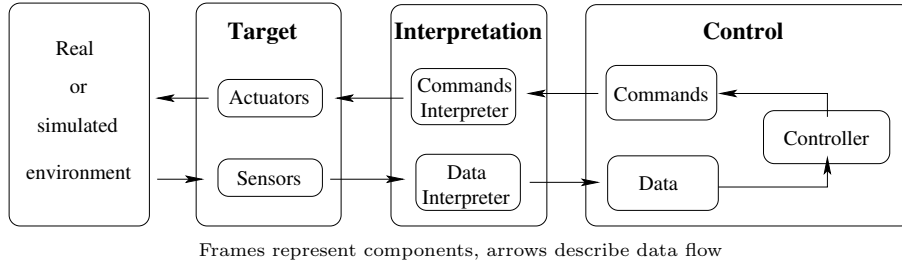 Real
or
simulated
environment
Target
Actuators
Sensors
Interpretation
Commands
Interpreter
Data
Interpreter
Control
Commands
Controller
Data
Frames represent components, arrows describe data flow